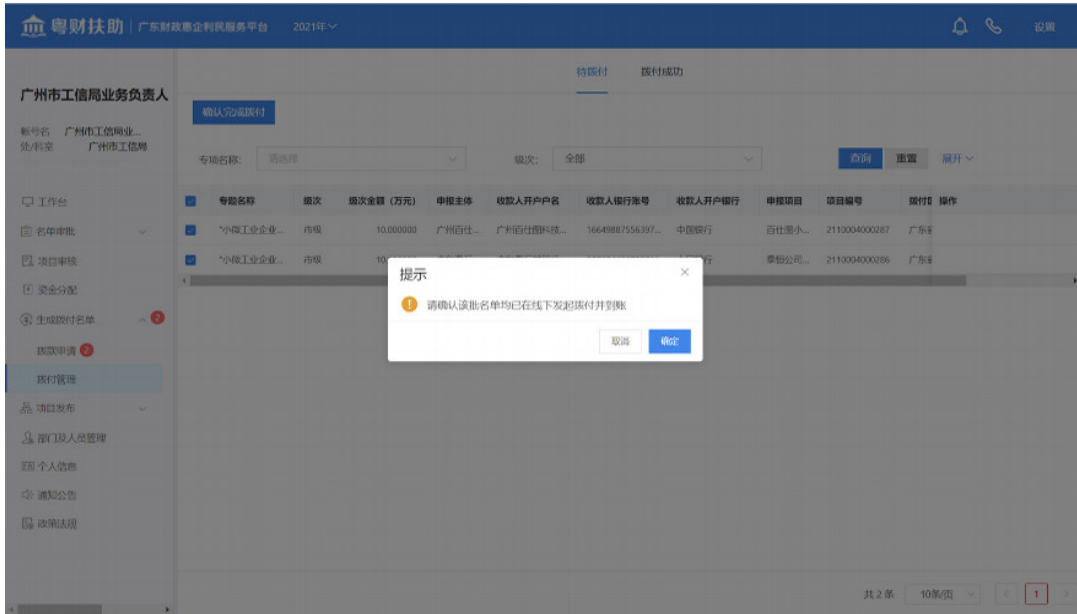 粤财扶助 广东财政惠企利民服务平台 2021年
设置
广州市工信局业务负责人
帐号名 广州市工信局业...
处/科室 广州市工信局
工作台
名单审批
项目审核
资金分配
生成拨付名单 2
拨款申请 2
拨付管理
项目发布
部门及人员管理
个人信息
通知公告
政策法规
待拨付 拨付成功
确认完成拨付
专项名称: 请选择 级次: 全部 查询 重置 展开
专题名称 级次 级次金额 (万元) 申报主体 收款人开户户名 收款人银行账号 收款人开户银行 申报项目 项目编号 操作
"小微工业企业... 市级 10.000000 广州百仕... 广州百仕图科技... 16649887556397... 中国银行 百仕图小... 2110004000287
"小微工业企业... 市级 泰恒公司... 2110004000286
提示
请确认该批名单均已在线下发起拨付并到账
取消 确定
共 2 条 10条/页 1